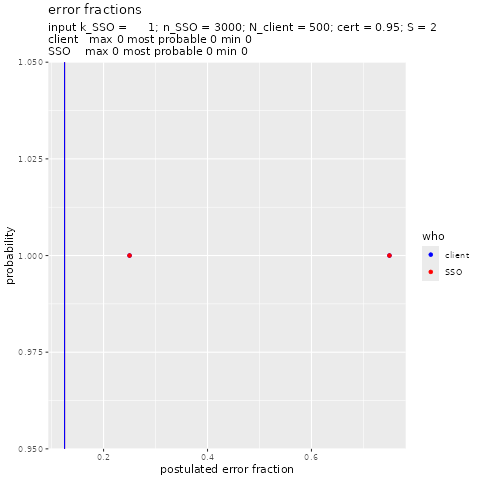 error fractions
input k_SSO =      1; n_SSO = 3000; N_client = 500; cert = 0.95; S = 2
client   max 0 most probable 0 min 0
SSO    max 0 most probable 0 min 0
1.050
1.025
1.000
0.975
0.950
probability
0.2 0.4 0.6
postulated error fraction
who
client
SSO